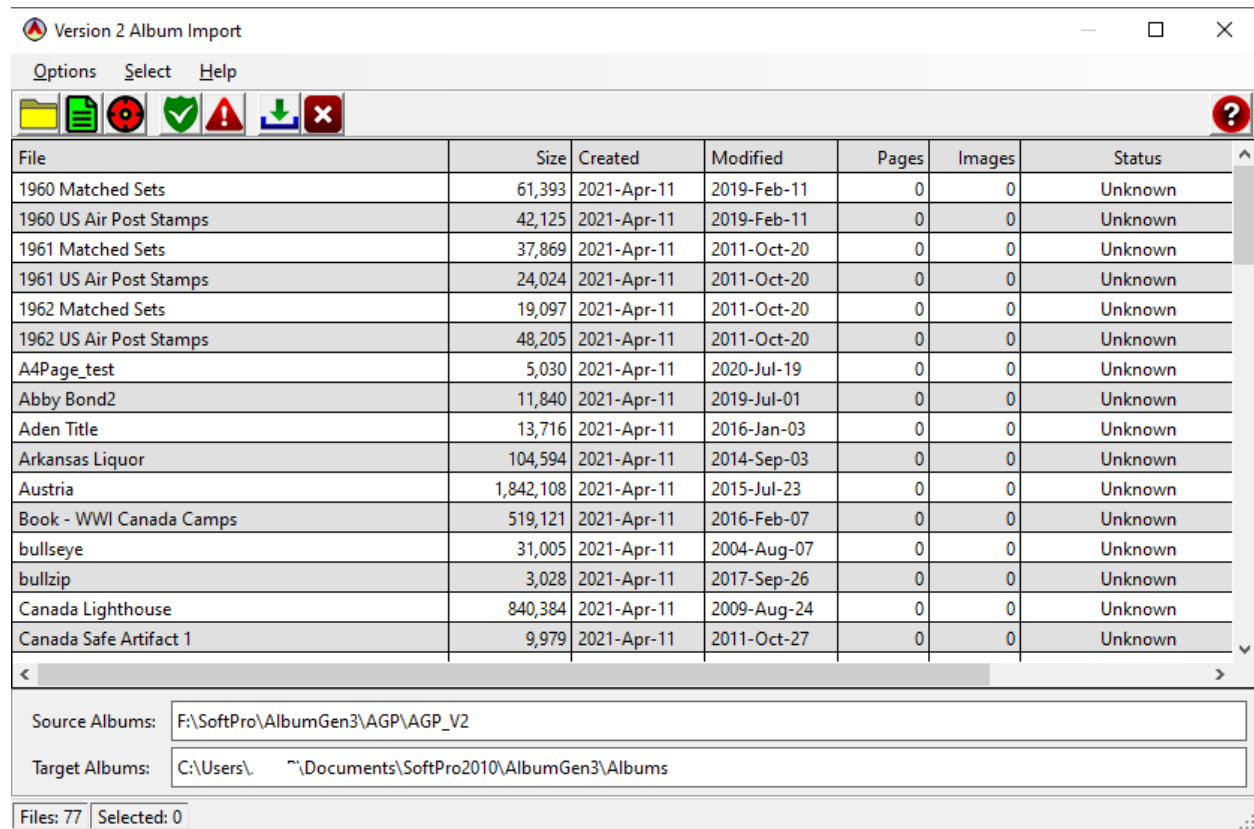 Version 2 Album Import
Options Select Help
File Size Created Modified Pages Images Status
1960 Matched Sets 61,393 2021-Apr-11 2019-Feb-11 0 0 Unknown
1960 US Air Post Stamps 42,125 2021-Apr-11 2019-Feb-11 0 0 Unknown
1961 Matched Sets 37,869 2021-Apr-11 2011-Oct-20 0 0 Unknown
1961 US Air Post Stamps 24,024 2021-Apr-11 2011-Oct-20 0 0 Unknown
1962 Matched Sets 19,097 2021-Apr-11 2011-Oct-20 0 0 Unknown
1962 US Air Post Stamps 48,205 2021-Apr-11 2011-Oct-20 0 0 Unknown
A4Page_test 5,030 2021-Apr-11 2020-Jul-19 0 0 Unknown
Abby Bond2 11,840 2021-Apr-11 2019-Jul-01 0 0 Unknown
Aden Title 13,716 2021-Apr-11 2016-Jan-03 0 0 Unknown
Arkansas Liquor 104,594 2021-Apr-11 2014-Sep-03 0 0 Unknown
Austria 1,842,108 2021-Apr-11 2015-Jul-23 0 0 Unknown
Book - WWI Canada Camps 519,121 2021-Apr-11 2016-Feb-07 0 0 Unknown
bullseye 31,005 2021-Apr-11 2004-Aug-07 0 0 Unknown
bullzip 3,028 2021-Apr-11 2017-Sep-26 0 0 Unknown
Canada Lighthouse 840,384 2021-Apr-11 2009-Aug-24 0 0 Unknown
Canada Safe Artifact 1 9,979 2021-Apr-11 2011-Oct-27 0 0 Unknown
Source Albums: F:\SoftPro\AlbumGen3\AGP\AGP_V2
Target Albums: C:\Users\ \Documents\SoftPro2010\AlbumGen3\Albums
Files: 77 Selected: 0